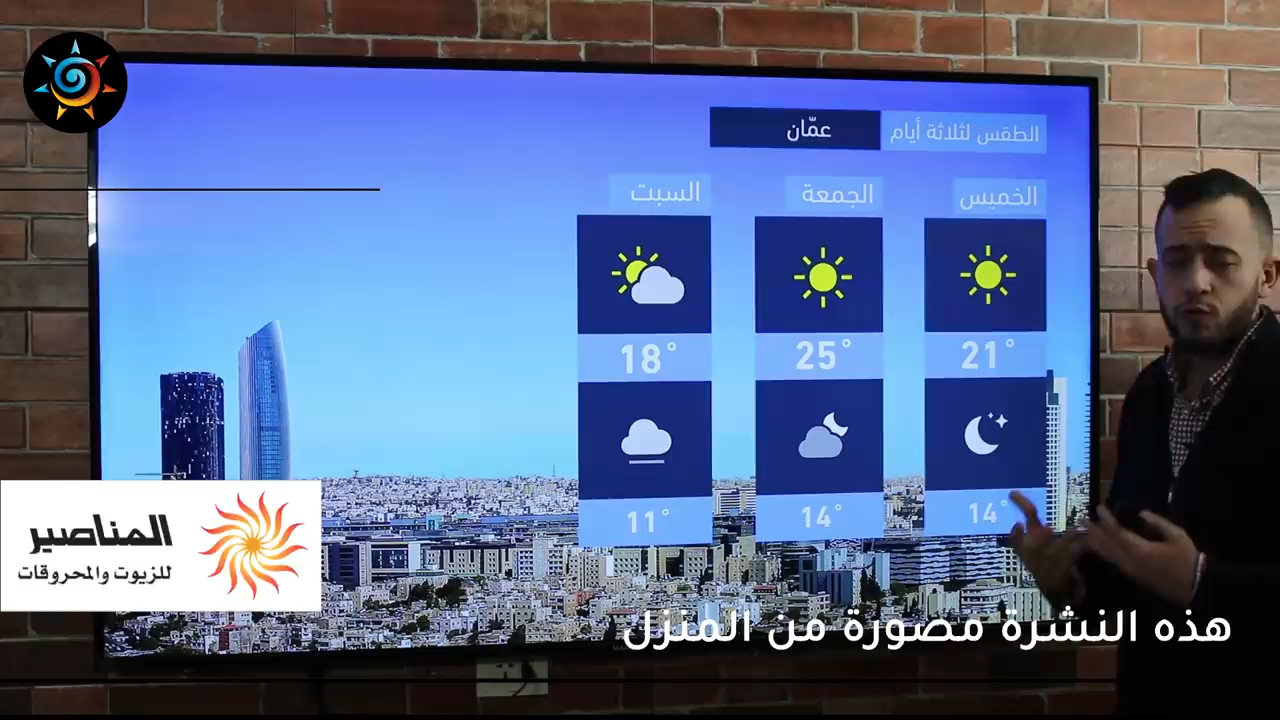 الطقس لثلاثة أيام عمّان
الخميس الجمعة السبت
21° 25° 18°
14° 14° 11°
المناصير
للزيوت والمحروقات
هذه النشرة مصورة من المنزل